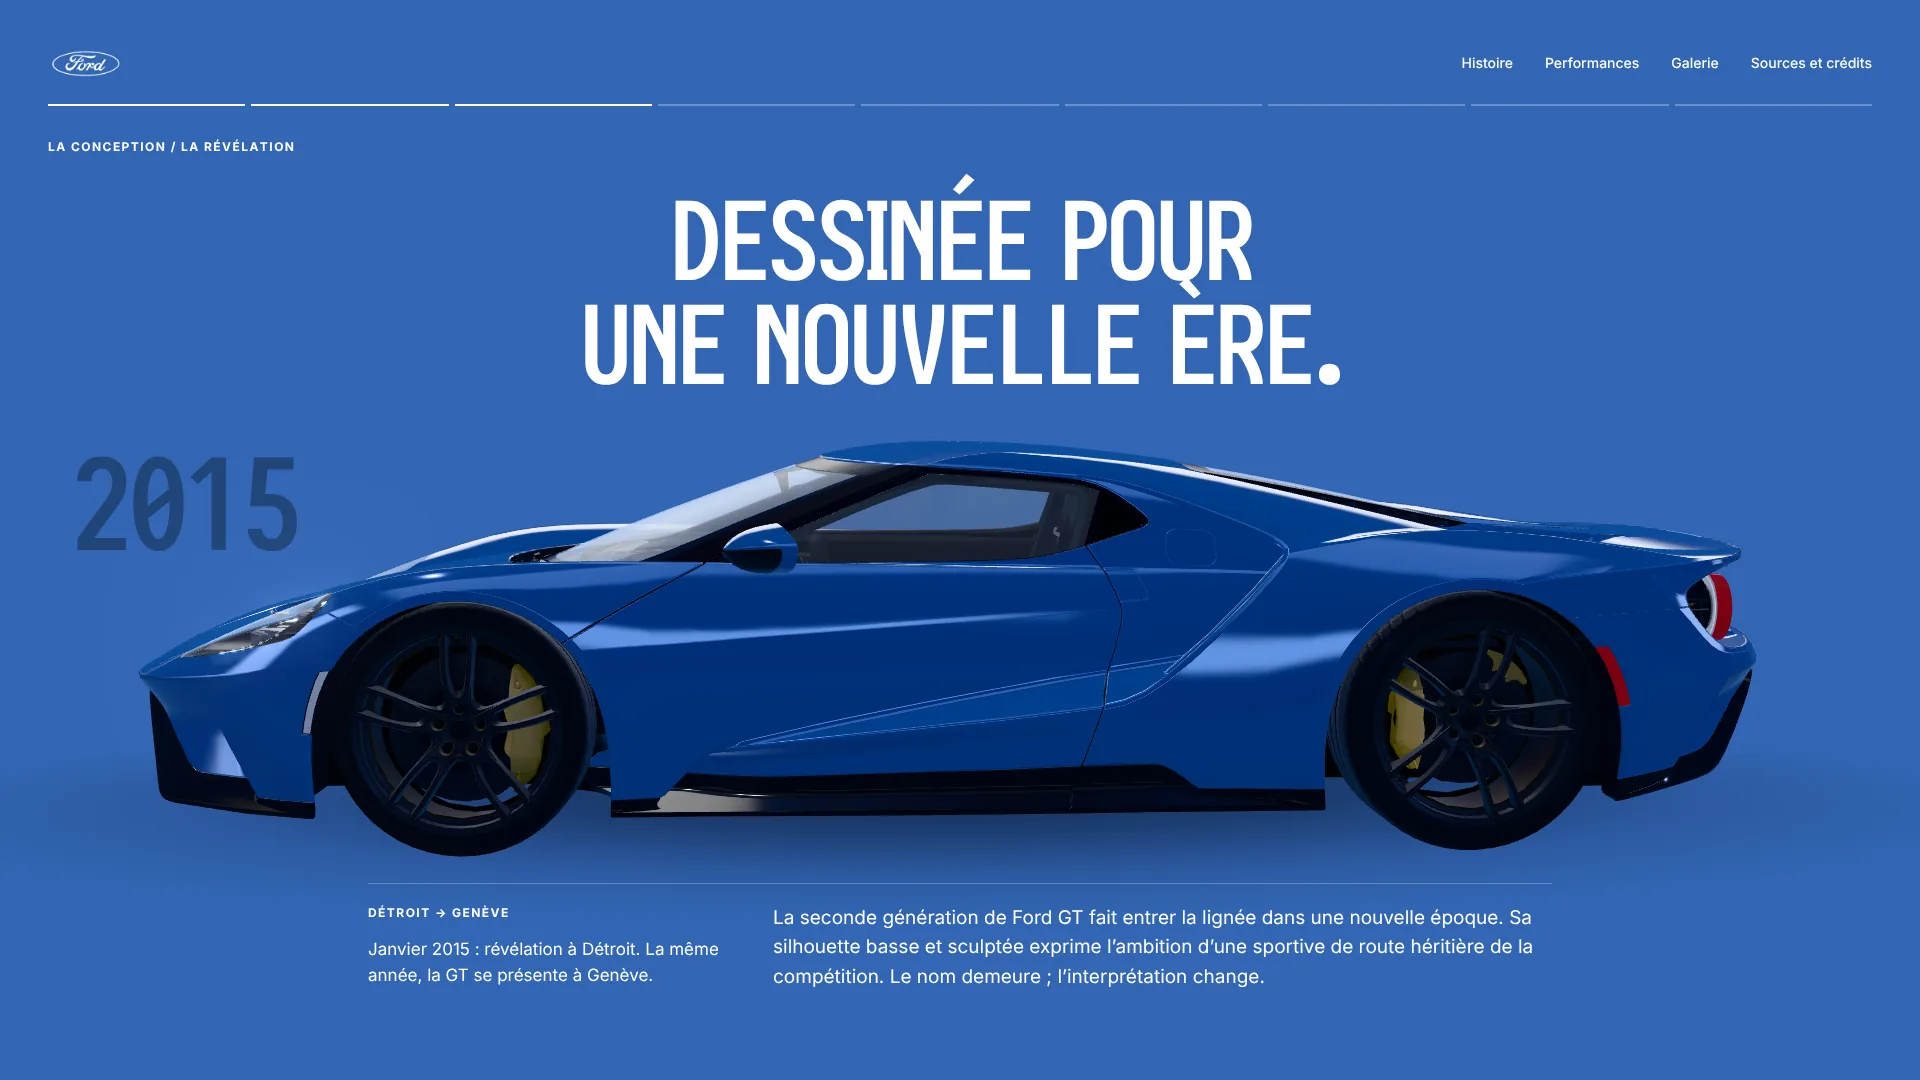 Ford
Histoire
Performances
Galerie
Sources et crédits
LA CONCEPTION / LA RÉVÉLATION
DESSINÉE POUR
UNE NOUVELLE ÈRE.
2015
DÉTROIT → GENÈVE
Janvier 2015 : révélation à Détroit. La même
année, la GT se présente à Genève.
La seconde génération de Ford GT fait entrer la lignée dans une nouvelle époque. Sa
silhouette basse et sculptée exprime l’ambition d’une sportive de route héritière de la
compétition. Le nom demeure ; l’interprétation change.